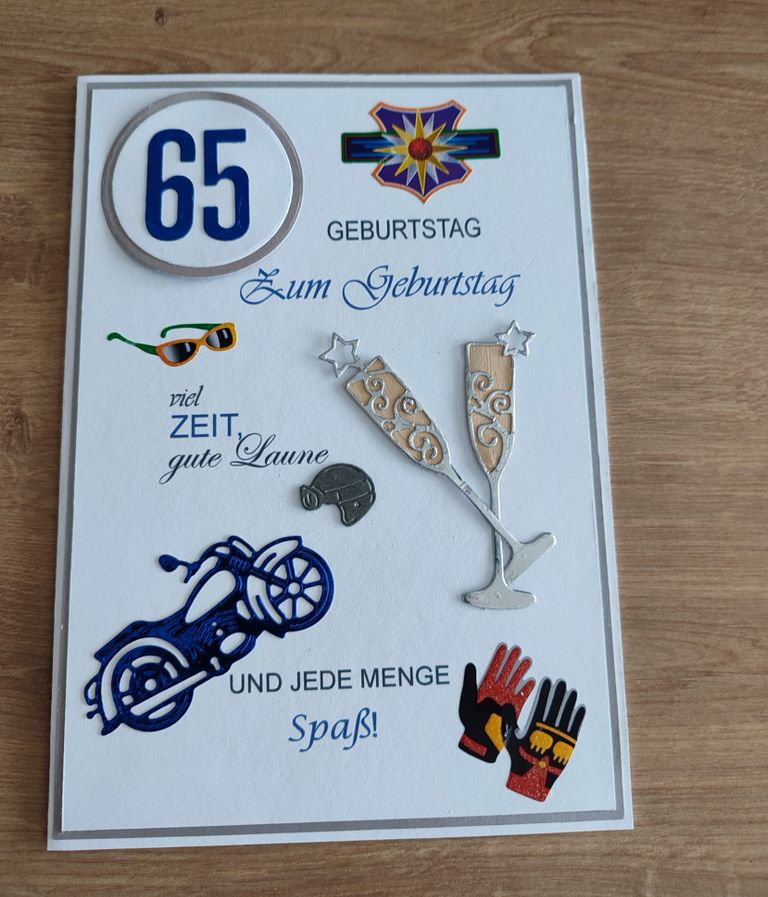 65
GEBURTSTAG
Zum Geburtstag
viel
ZEIT,
gute Laune
UND JEDE MENGE
Spaß!